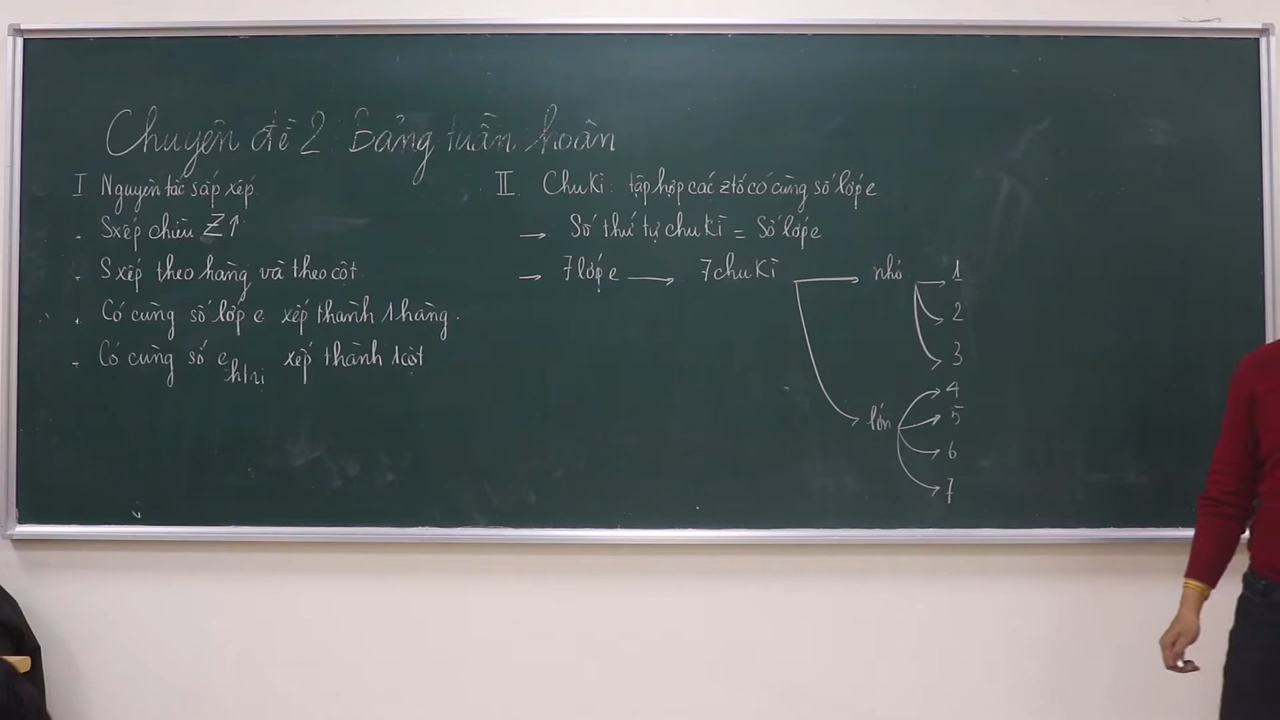 Chuyên đề 2: Bảng tuần hoàn
I Nguyên tắc sắp xếp.
- Sxếp chiều Z↑
- Sxếp theo hàng và theo cột.
- Có cùng số lớp e xếp thành 1 hàng.
- Có cùng số e htrị xếp thành 1 cột
II Chu kì: tập hợp các ztố có cùng số lớp e
→ Số thứ tự chu kì = Số lớp e
→ 7 lớp e → 7 chu kì → nhỏ → 1
2
3
lớn → 4
5
6
7